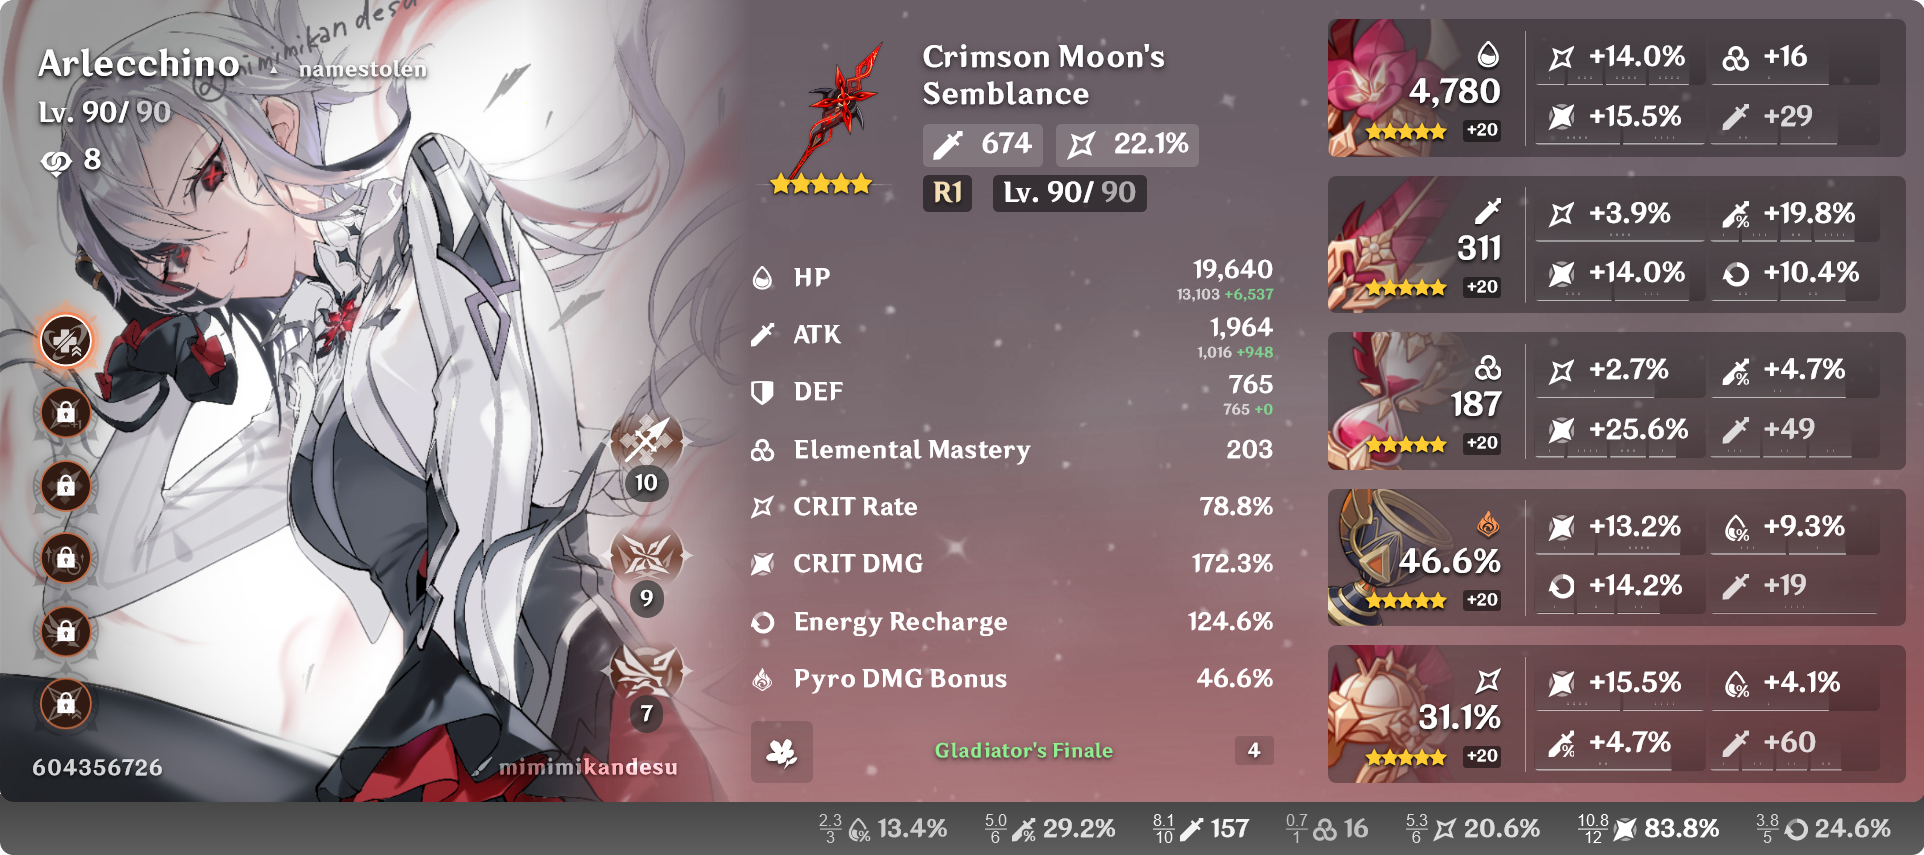 mimimikandesu
Arlecchino ▲ namestolen
Lv. 90/ 90
8
10
9
7
604356726
mimimikandesu
Crimson Moon's
Semblance
674 22.1%
R1 Lv. 90/ 90
HP 19,640
13,103 +6,537
ATK 1,964
1,016 +948
DEF 765
765 +0
Elemental Mastery 203
CRIT Rate 78.8%
CRIT DMG 172.3%
Energy Recharge 124.6%
Pyro DMG Bonus 46.6%
Gladiator's Finale 4
4,780
+20
+14.0% +16
+15.5% +29
311
+20
+3.9% +19.8%
+14.0% +10.4%
187
+20
+2.7% +4.7%
+25.6% +49
46.6%
+20
+13.2% +9.3%
+14.2% +19
31.1%
+20
+15.5% +4.1%
+4.7% +60
2.3/3 13.4% 5.0/6 29.2% 8.1/10 157 0.7/1 16 5.3/6 20.6% 10.8/12 83.8% 3.8/5 24.6%